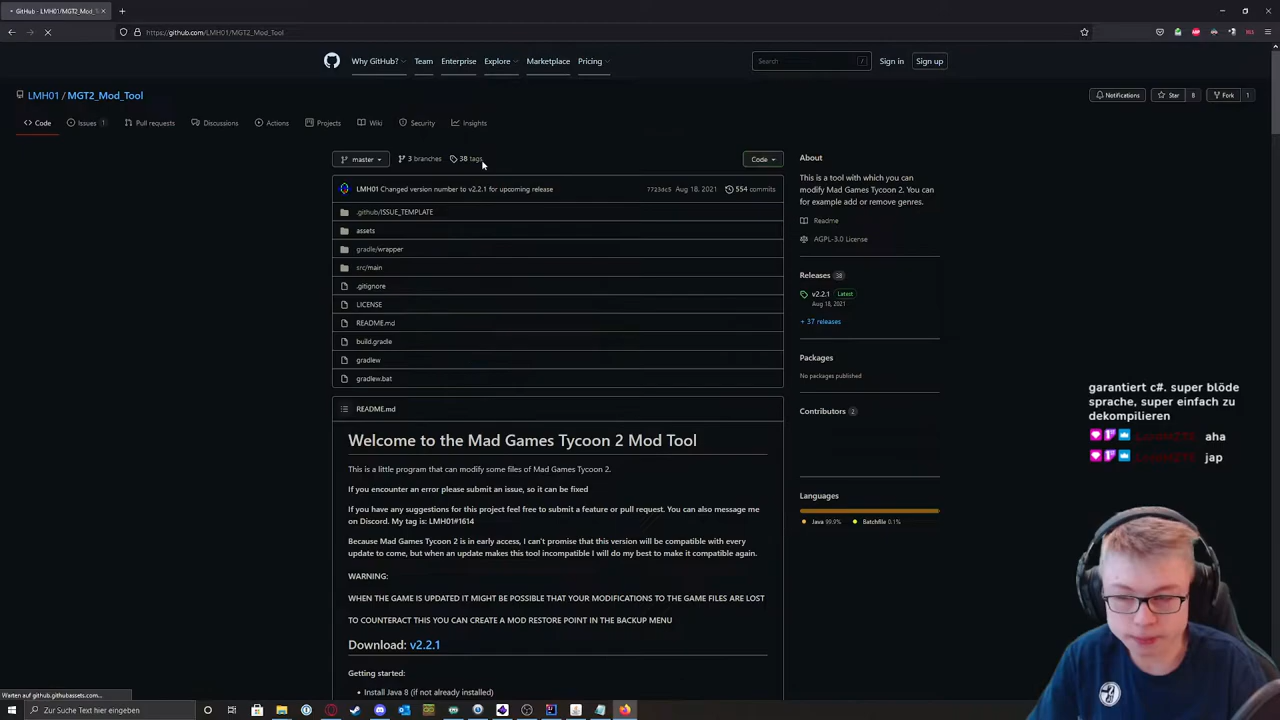 GitHub - LMH01/MGT2_Mod_T
https://github.com/LMH01/MGT2_Mod_Tool
Why GitHub? Team Enterprise Explore Marketplace Pricing
Search /
Sign in Sign up
LMH01 / MGT2_Mod_Tool
Notifications Star 8 Fork 1
Code Issues 1 Pull requests Discussions Actions Projects Wiki Security Insights
master 3 branches 38 tags Code
LMH01 Changed version number to v2.2.1 for upcoming release 7723dc5 Aug 18, 2021 554 commits
.github/ISSUE_TEMPLATE
assets
gradle/wrapper
src/main
.gitignore
LICENSE
README.md
build.gradle
gradlew
gradlew.bat
README.md
Welcome to the Mad Games Tycoon 2 Mod Tool
This is a little program that can modify some files of Mad Games Tycoon 2.
If you encounter an error please submit an issue, so it can be fixed
If you have any suggestions for this project feel free to submit a feature or pull request. You can also message me
on Discord. My tag is: LMH01#1614
Because Mad Games Tycoon 2 is in early access, I can't promise that this version will be compatible with every
update to come, but when an update makes this tool incompatible I will do my best to make it compatible again.
WARNING:
WHEN THE GAME IS UPDATED IT MIGHT BE POSSIBLE THAT YOUR MODIFICATIONS TO THE GAME FILES ARE LOST
TO COUNTERACT THIS YOU CAN CREATE A MOD RESTORE POINT IN THE BACKUP MENU
Download: v2.2.1
Getting started:
• Install Java 8 (if not already installed)
About
This is a tool with which you can
modify Mad Games Tycoon 2. You can
for example add or remove genres.
Readme
AGPL-3.0 License
Releases 38
v2.2.1 Latest
Aug 18, 2021
+ 37 releases
Packages
No packages published
Contributors 2
Languages
Java 99.9% Batchfile 0.1%
garantiert c#. super blöde
sprache, super einfach zu
dekompilieren
aha
jap
Warten auf github.githubassets.com...
Zur Suche Text hier eingeben